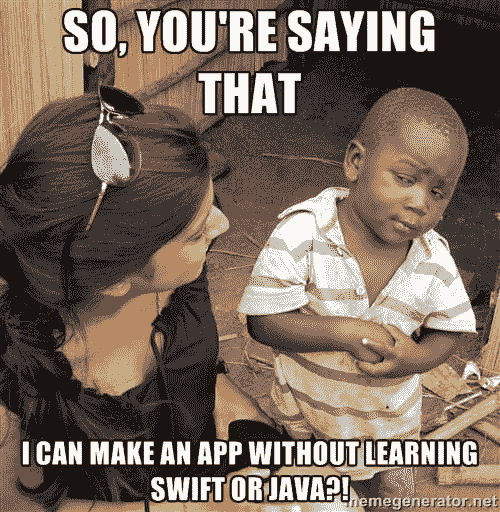 SO, YOU'RE SAYING
THAT
I CAN MAKE AN APP WITHOUT LEARNING
SWIFT OR JAVA?!
memegenerator.net